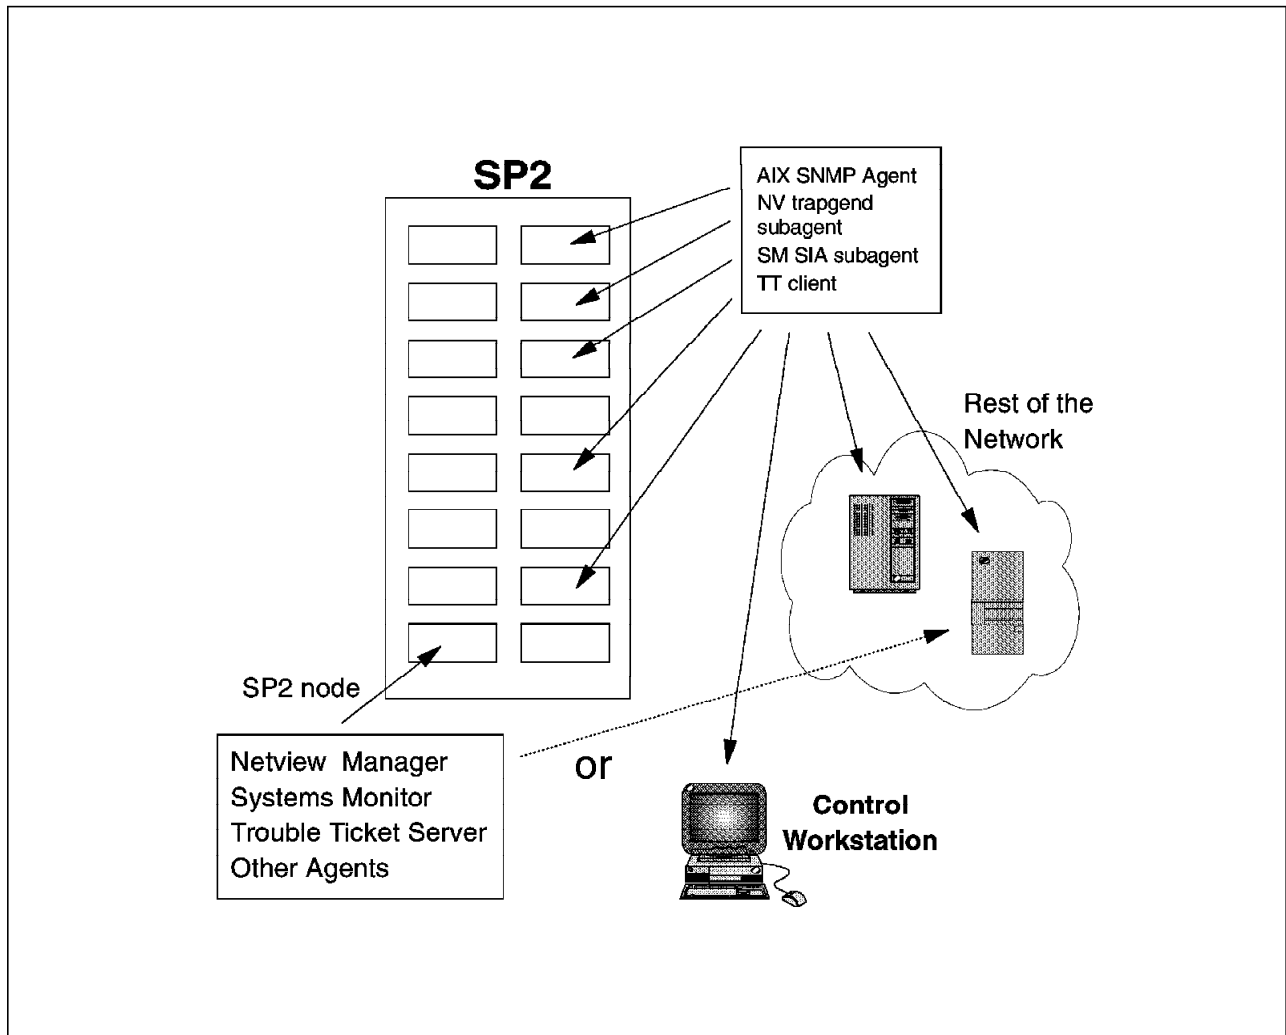 SP2
AIX SNMP Agent
NV trapgend
subagent
SM SIA subagent
TT client
Rest of the
Network
SP2 node
Netview Manager
Systems Monitor
Trouble Ticket Server
Other Agents
or
Control
Workstation